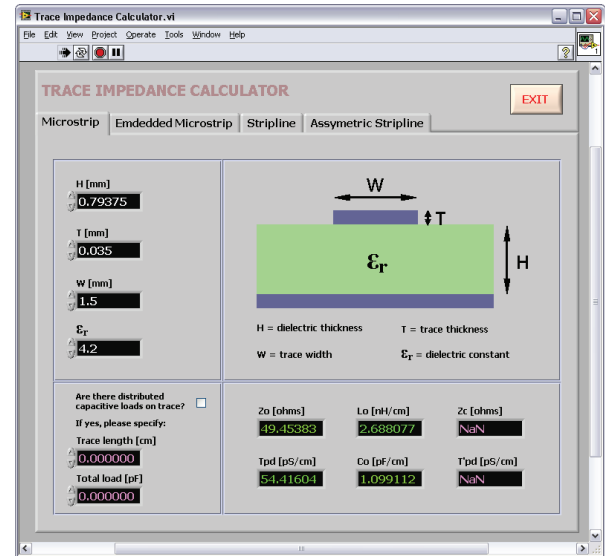 Trace Impedance Calculator.vi
File Edit View Project Operate Tools Window Help
TRACE IMPEDANCE CALCULATOR
EXIT
Microstrip Emdedded Microstrip Stripline Assymetric Stripline
H [mm]
0.79375
T [mm]
0.035
W [mm]
1.5
εr
4.2
W
T
εr
H
H = dielectric thickness T = trace thickness
W = trace width εr = dielectric constant
Are there distributed
capacitive loads on trace?
If yes, please specify:
Trace length [cm]
0.000000
Total load [pF]
0.000000
Zo [ohms] Lo [nH/cm] Zc [ohms]
49.45383 2.688077 NaN
Tpd [pS/cm] Co [pF/cm] T'pd [pS/cm]
54.41604 1.099112 NaN